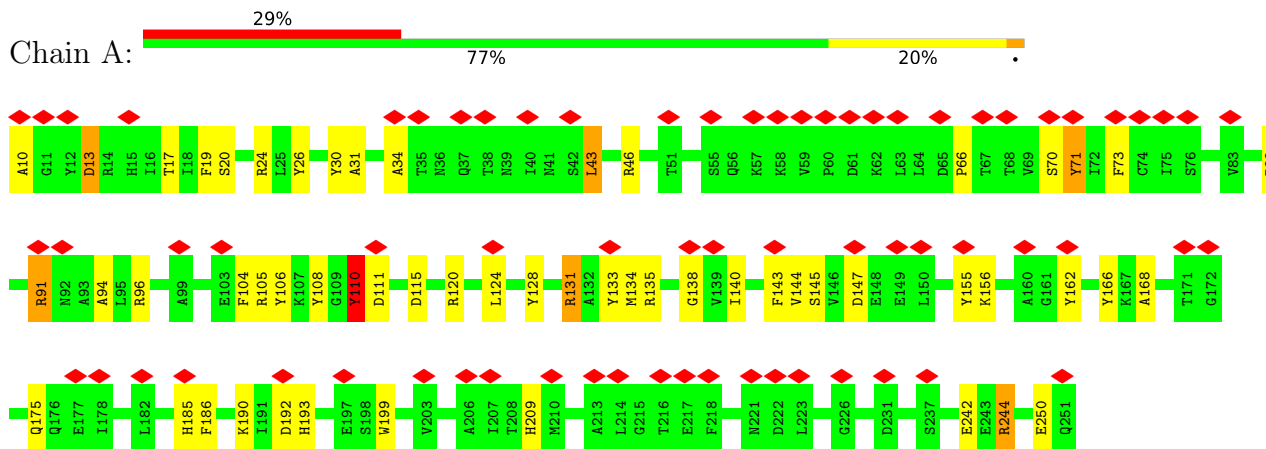 29%
Chain A:
77% 20% •
A10 G11 Y12 D13 R14 H15 I16 T17 I18 F19 S20 R24 L25 Y26 Y30 A31 A34 T35 N36 Q37 T38 N39 I40 N41 S42 L43 R46 T51 S55 Q56 K57 K58 V59 P60 D61 K62 L63 L64 D65 P66 T67 T68 V69 S70 Y71 I72 F73 C74 I75 S76 V83
R91 N92 A93 A94 L95 R96 A99 E103 F104 R105 Y106 K107 Y108 G109 Y110 D111 D115 R120 L124 Y128 R131 A132 Y133 M134 R135 G138 V139 I140 F143 V144 S145 V146 D147 E148 E149 L150 Y155 K156 A160 G161 Y162 Y166 K167 A168 T171 G172
Q175 Q176 E177 I178 L182 H185 F186 K190 I191 D192 H193 E197 S198 W199 V203 A206 I207 T208 H209 M210 A213 L214 G215 T216 E217 F218 N221 D222 L223 G226 D231 S237 E242 E243 R244 E250 Q251